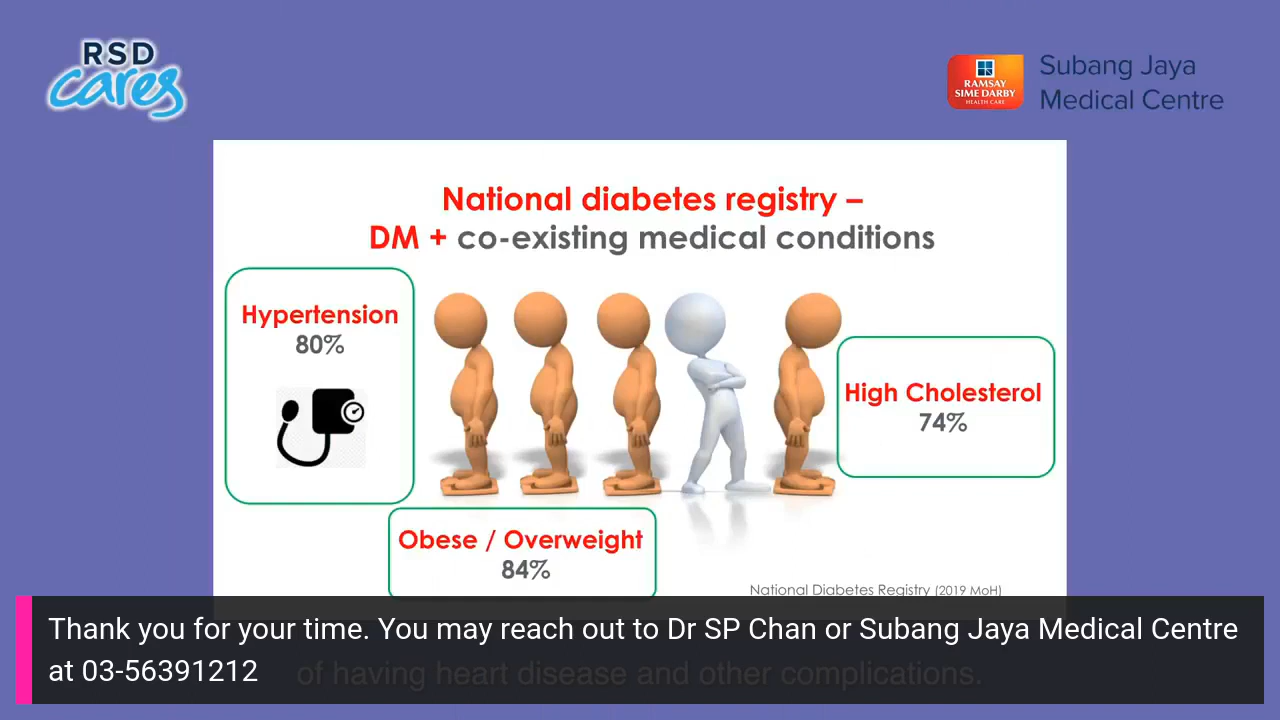 RSD
cares
RAMSAY
SIME DARBY
HEALTH CARE
Subang Jaya
Medical Centre
National diabetes registry –
DM + co-existing medical conditions
Hypertension
80%
High Cholesterol
74%
Obese / Overweight
84%
National Diabetes Registry (2019 MoH)
Thank you for your time. You may reach out to Dr SP Chan or Subang Jaya Medical Centre
at 03-56391212
of having heart disease and other complications.